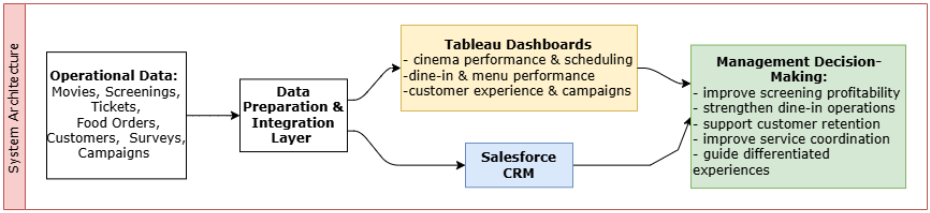 System Architecture
Operational Data:
Movies, Screenings,
Tickets,
Food Orders,
Customers, Surveys,
Campaigns
Data
Preparation &
Integration
Layer
Tableau Dashboards
- cinema performance & scheduling
-dine-in & menu performance
-customer experience & campaigns
Salesforce
CRM
Management Decision-
Making:
- improve screening profitability
- strengthen dine-in operations
- support customer retention
- improve service coordination
- guide differentiated
experiences